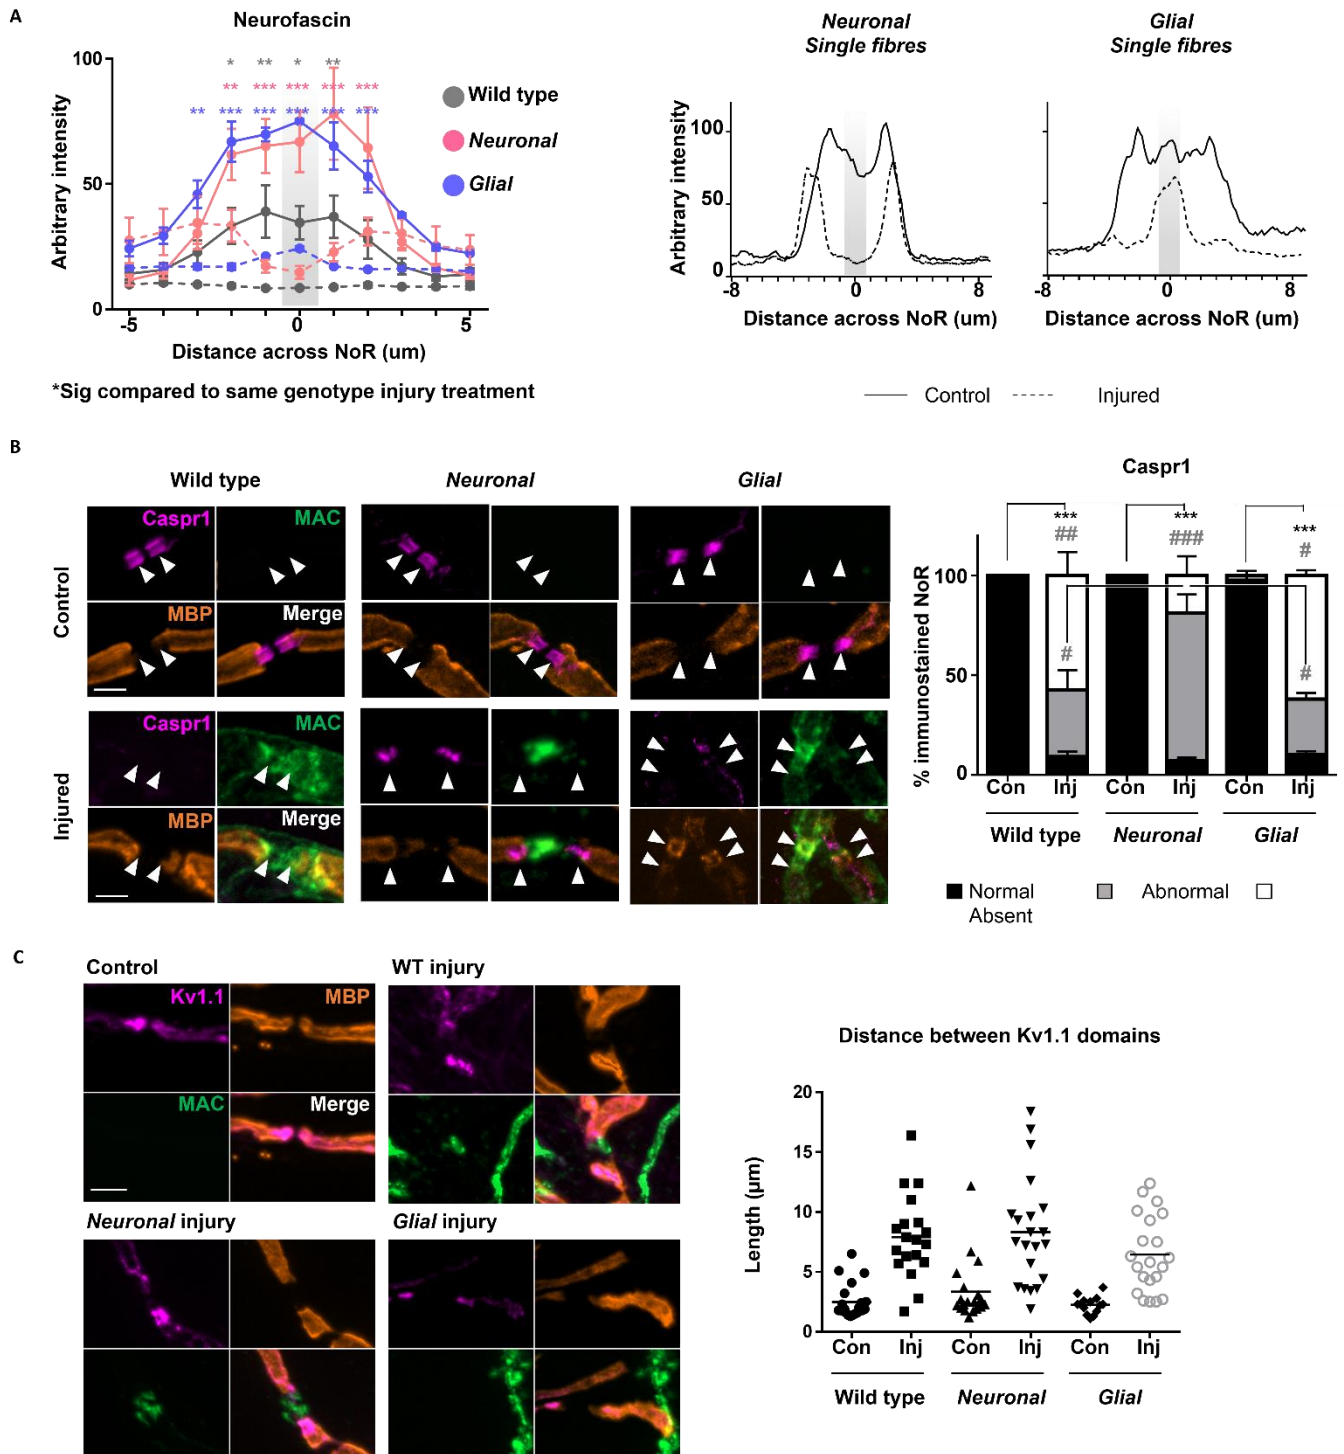 A
Neurofascin
Neuronal
Single fibres
Glial
Single fibres
100
50
0
Arbitrary intensity
* ** * **
** *** *** *** ***
** *** *** *** *** ***
Wild type
Neuronal
Glial
-5 0 5
Distance across NoR (um)
*Sig compared to same genotype injury treatment
100
50
0
Arbitrary intensity
-8 0 8
Distance across NoR (um)
-8 0 8
Distance across NoR (um)
Control
Injured
B
Wild type
Neuronal
Glial
Control
Caspr1
MAC
MBP
Merge
Injured
Caspr1
MAC
MBP
Merge
Caspr1
*** *** ***
## ### #
# #
100
50
0
% immunostained NoR
Con Inj Con Inj Con Inj
Wild type Neuronal Glial
Normal Abnormal
Absent
C
Control
WT injury
Kv1.1
MBP
MAC
Merge
Neuronal injury
Glial injury
Distance between Kv1.1 domains
20
15
10
5
0
Length (μm)
Con Inj Con Inj Con Inj
Wild type Neuronal Glial